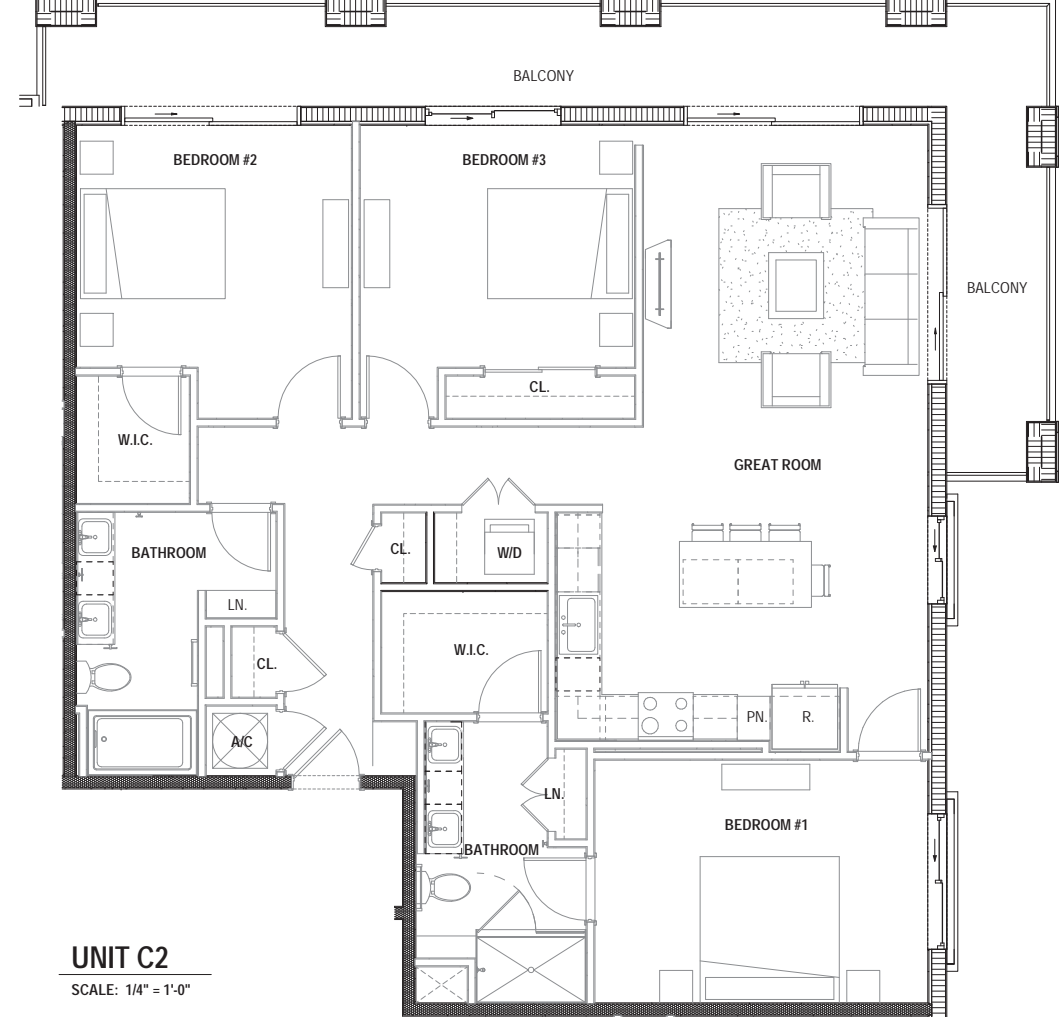 BALCONY
BEDROOM #2
BEDROOM #3
BALCONY
CL.
W.I.C.
GREAT ROOM
BATHROOM
CL.
W/D
LN.
W.I.C.
CL.
PN.
R.
A/C
LN.
BEDROOM #1
BATHROOM
UNIT C2
SCALE: 1/4" = 1'-0"